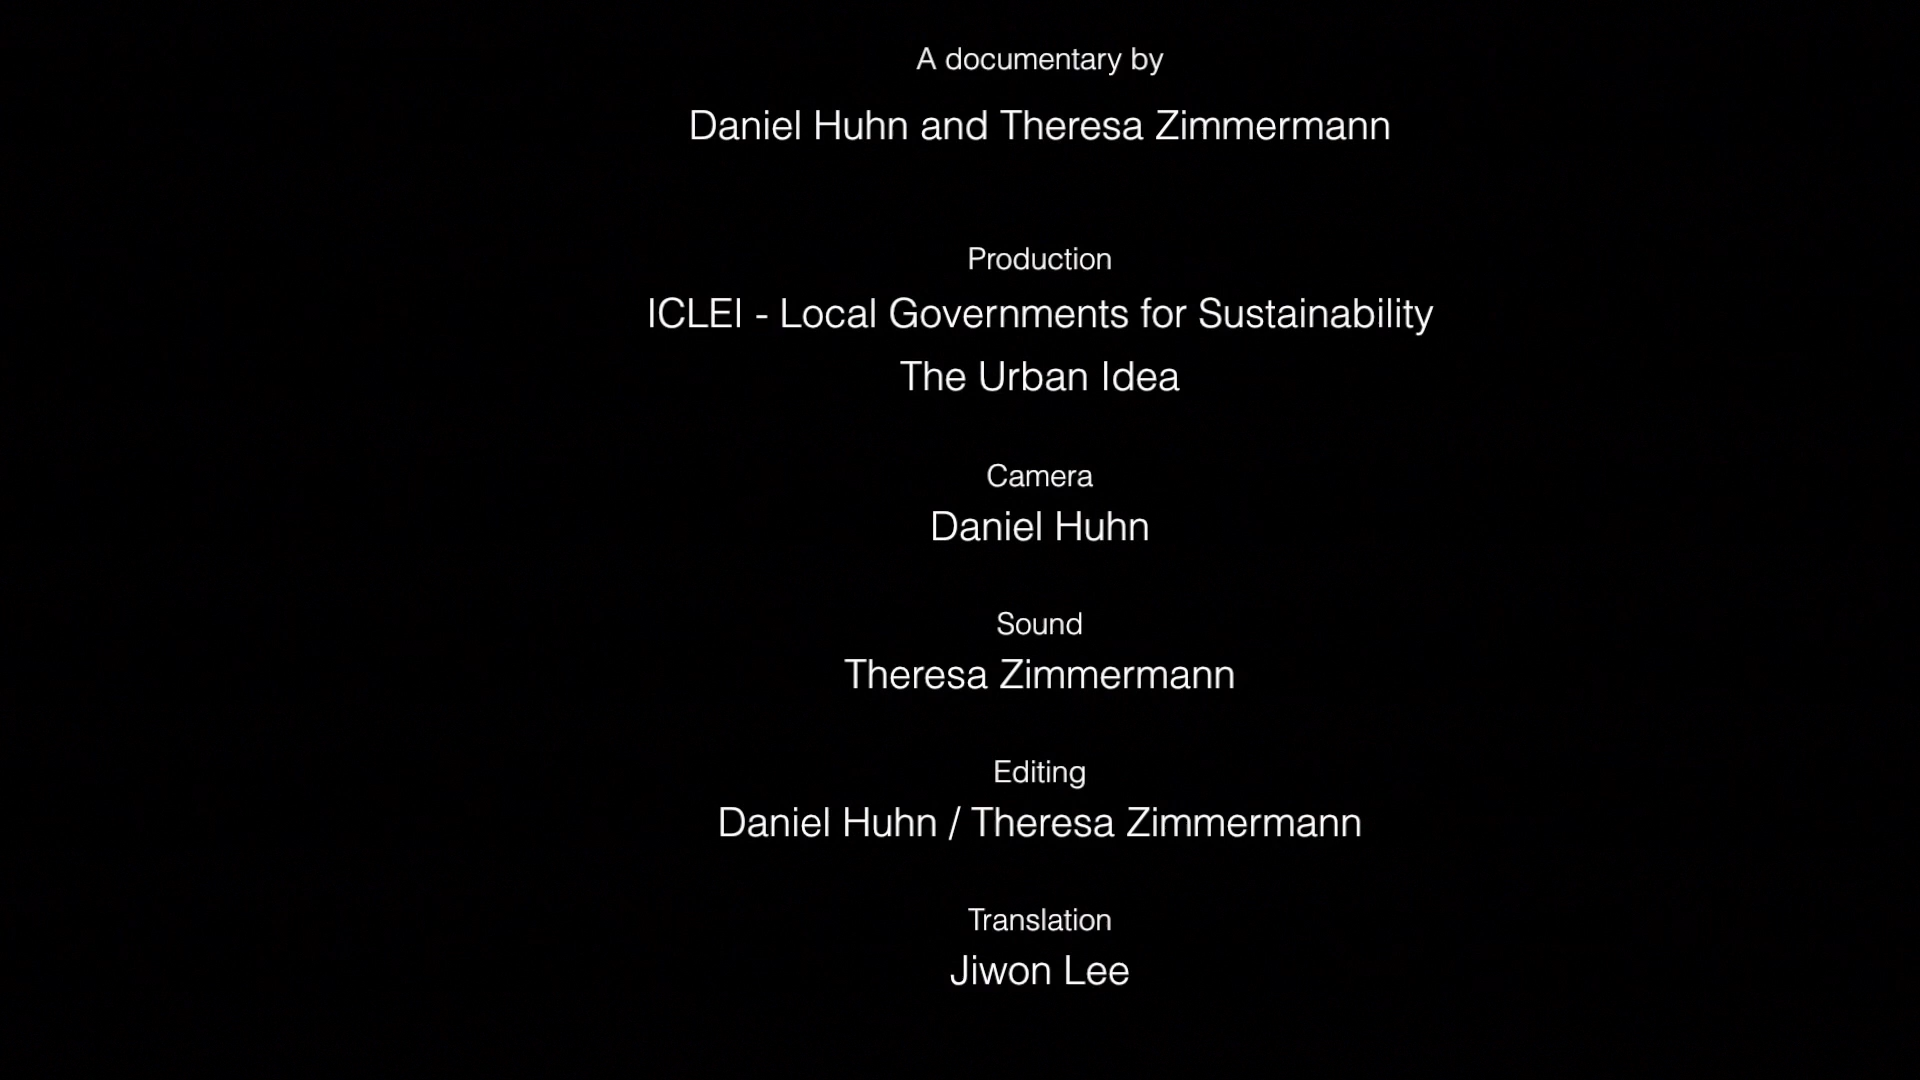 A documentary by
Daniel Huhn and Theresa Zimmermann
Production
ICLEI - Local Governments for Sustainability
The Urban Idea
Camera
Daniel Huhn
Sound
Theresa Zimmermann
Editing
Daniel Huhn / Theresa Zimmermann
Translation
Jiwon Lee